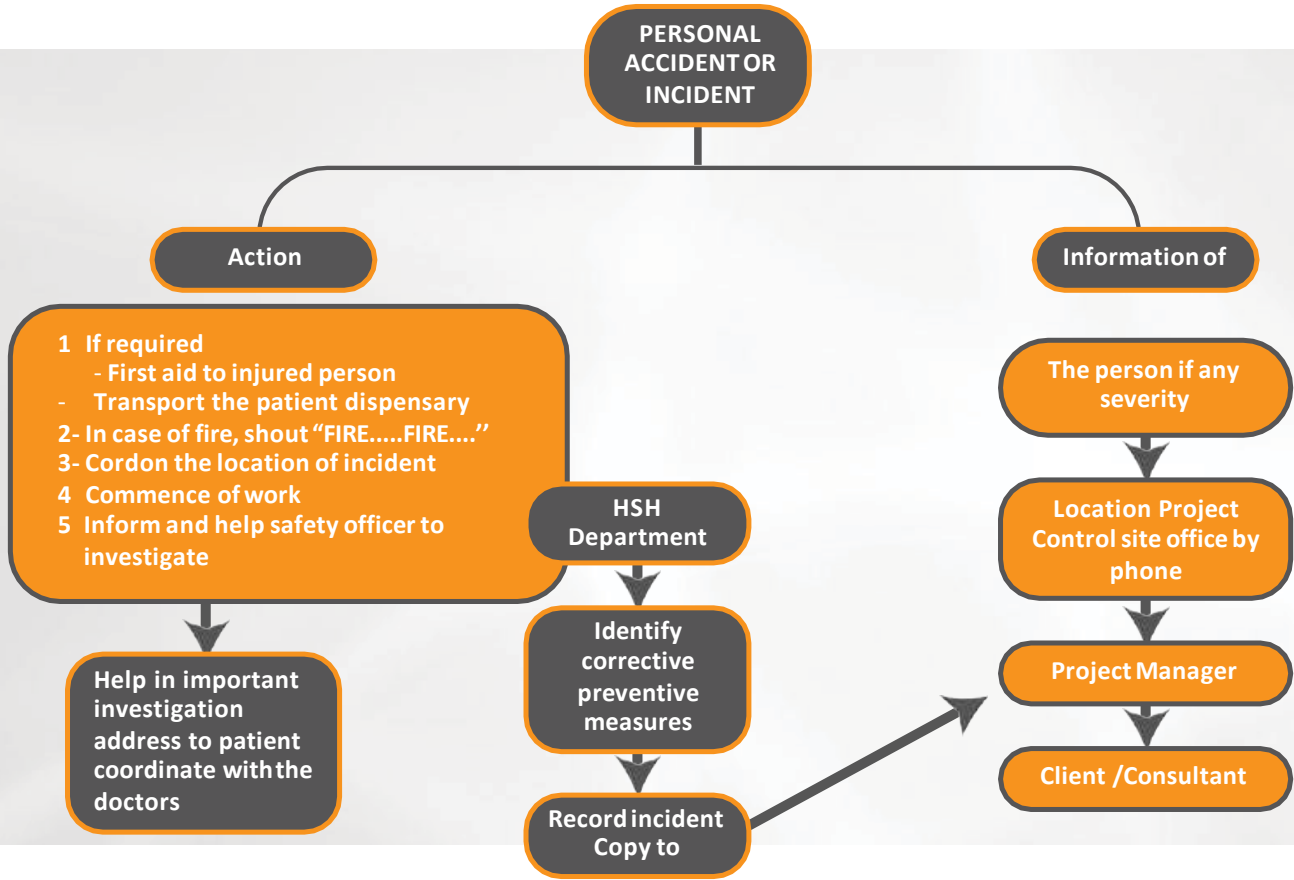 PERSONAL
ACCIDENT OR
INCIDENT
Action
Information of
1 If required
- First aid to injured person
- Transport the patient dispensary
2- In case of fire, shout “FIRE.....FIRE....’’
3- Cordon the location of incident
4 Commence of work
5 Inform and help safety officer to
investigate
HSH
Department
Identify
corrective
preventive
measures
Record incident
Copy to
Help in important
investigation
address to patient
coordinate with the
doctors
The person if any
severity
Location Project
Control site office by
phone
Project Manager
Client /Consultant